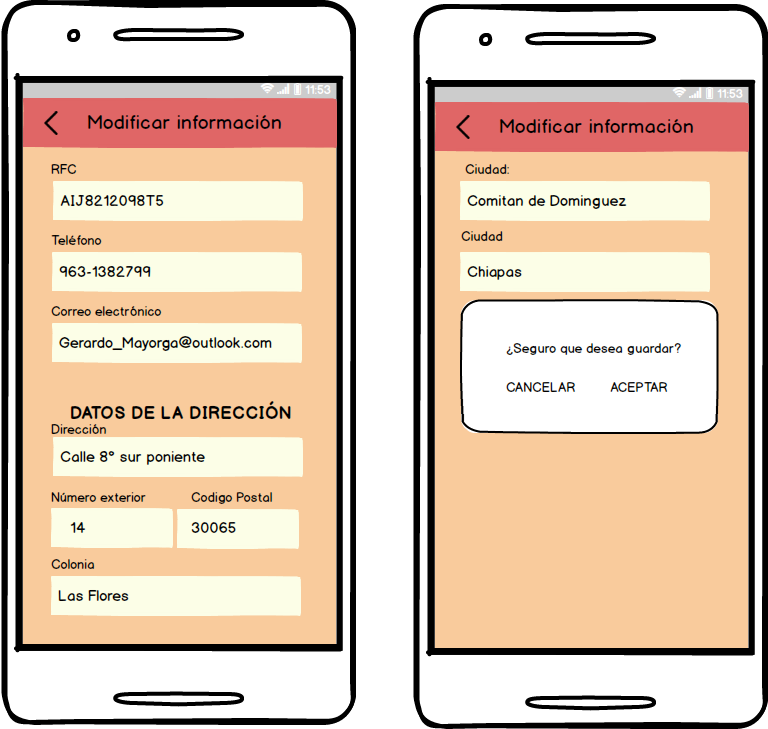 11:53
Modificar información
RFC
AIJ8212098T5
Teléfono
963-1382799
Correo electrónico
Gerardo_Mayorga@outlook.com
DATOS DE LA DIRECCIÓN
Dirección
Calle 8° sur poniente
Número exterior Codigo Postal
14 30065
Colonia
Las Flores
11:53
Modificar información
Ciudad:
Comitan de Dominguez
Ciudad
Chiapas
¿Seguro que desea guardar?
CANCELAR ACEPTAR